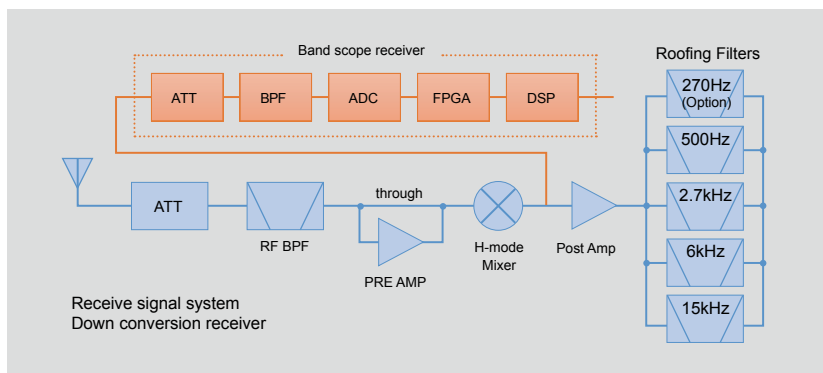 Band scope receiver
ATT
BPF
ADC
FPGA
DSP
Roofing Filters
270Hz
(Option)
500Hz
2.7kHz
6kHz
15kHz
ATT
RF BPF
through
PRE AMP
H-mode
Mixer
Post Amp
Receive signal system
Down conversion receiver